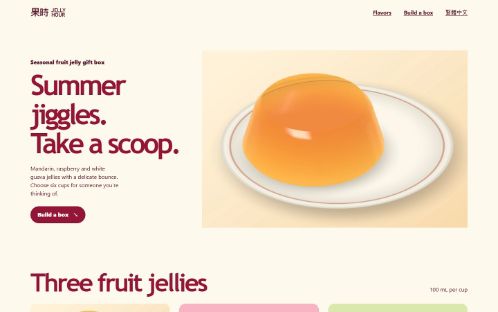 果時 JELLY HOUR
Flavors
Build a box
繁體中文
Seasonal fruit jelly gift box
Summer
jiggles.
Take a scoop.
Mandarin, raspberry and white
guava jellies with a delicate bounce.
Choose six cups for someone you're
thinking of.
Build a box
Three fruit jellies
100 mL per cup